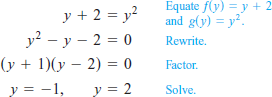 y + 2 = y² Equate f(y) = y + 2
and g(y) = y².
y² − y − 2 = 0 Rewrite.
(y + 1)(y − 2) = 0 Factor.
y = −1, y = 2 Solve.